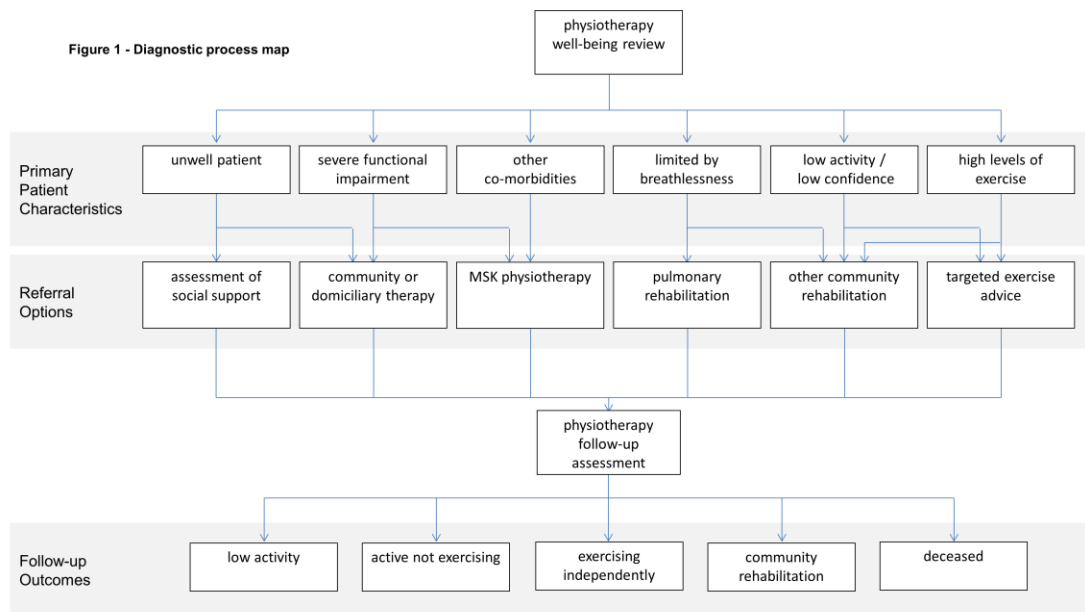 physiotherapy
well-being review
Figure 1 - Diagnostic process map
Primary
Patient
Characteristics
unwell patient
severe functional
impairment
other
co-morbidities
limited by
breathlessness
low activity /
low confidence
high levels of
exercise
Referral
Options
assessment of
social support
community or
domiciliary therapy
MSK physiotherapy
pulmonary
rehabilitation
other community
rehabilitation
targeted exercise
advice
physiotherapy
follow-up
assessment
Follow-up
Outcomes
low activity
active not exercising
exercising
independently
community
rehabilitation
deceased